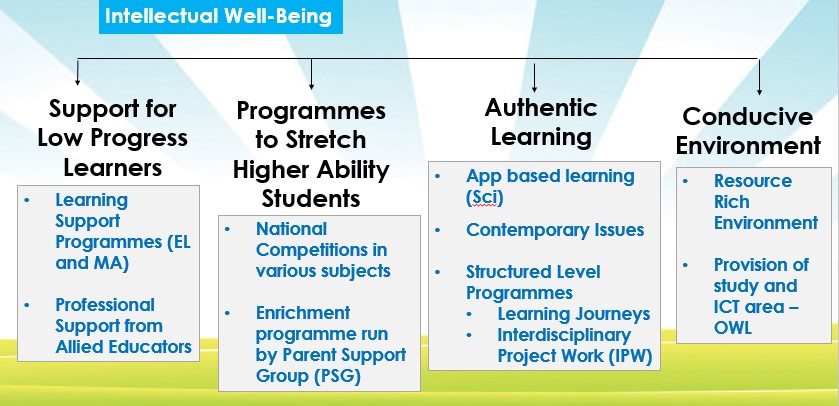 Intellectual Well-Being
Support for
Low Progress
Learners
• Learning
Support
Programmes (EL
and MA)
• Professional
Support from
Allied Educators
Programmes
to Stretch
Higher Ability
Students
• National
Competitions in
various subjects
• Enrichment
programme run
by Parent Support
Group (PSG)
Authentic
Learning
• App based learning
(Sci)
• Contemporary Issues
• Structured Level
Programmes
• Learning Journeys
• Interdisciplinary
Project Work (IPW)
Conducive
Environment
• Resource
Rich
Environment
• Provision of
study and
ICT area –
OWL